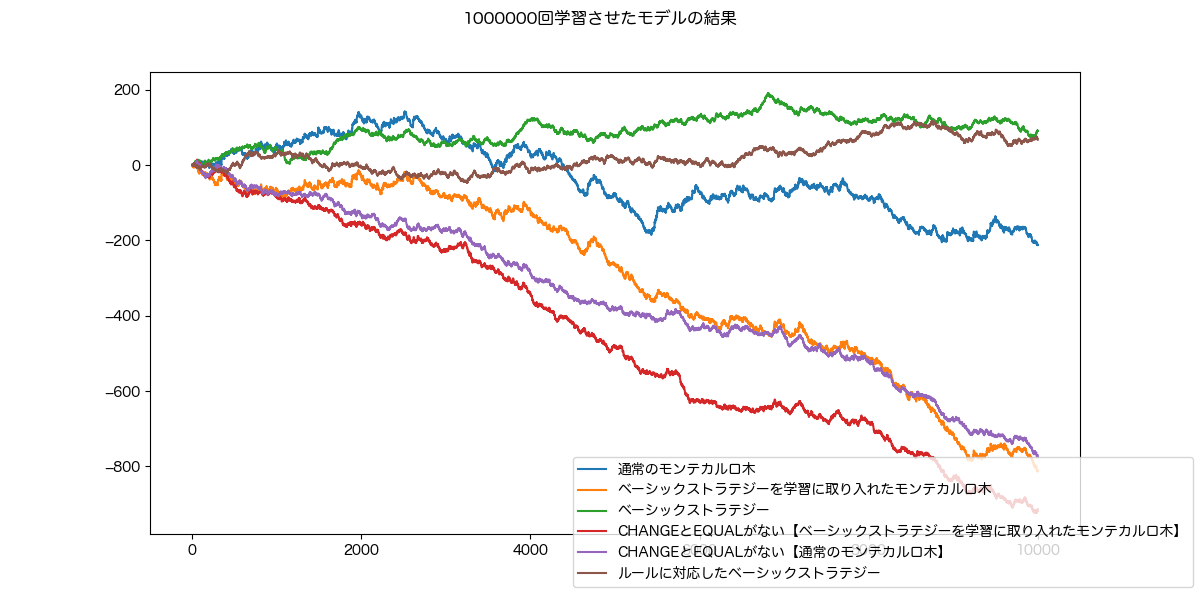 1000000回学習させたモデルの結果
200
0
−200
−400
−600
−800
0
2000
4000
6000
8000
10000
通常のモンテカルロ木
ベーシックストラテジーを学習に取り入れたモンテカルロ木
ベーシックストラテジー
CHANGEとEQUALがない【ベーシックストラテジーを学習に取り入れたモンテカルロ木】
CHANGEとEQUALがない【通常のモンテカルロ木】
ルールに対応したベーシックストラテジー